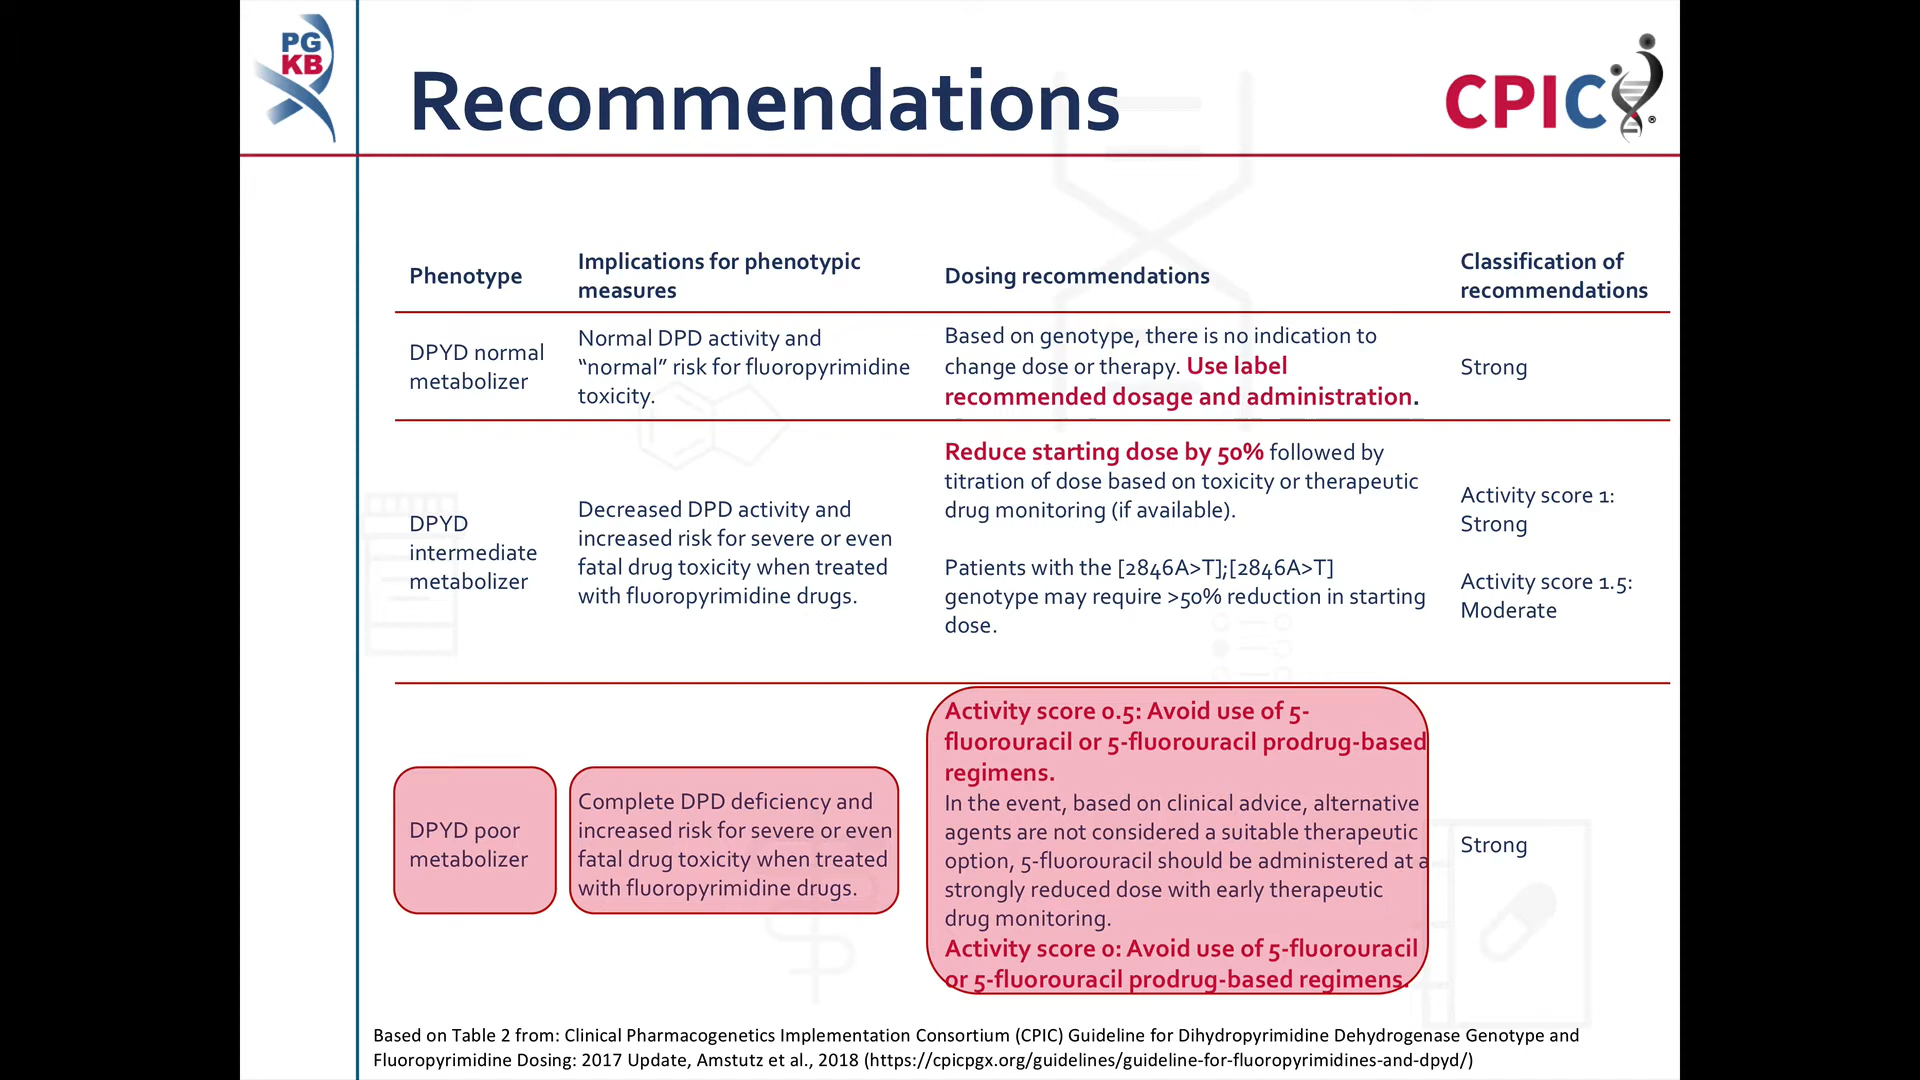 PG
KB
Recommendations
CPIC®
Phenotype
Implications for phenotypic
measures
Dosing recommendations
Classification of
recommendations
DPYD normal
metabolizer
Normal DPD activity and
“normal” risk for fluoropyrimidine
toxicity.
Based on genotype, there is no indication to
change dose or therapy. Use label
recommended dosage and administration.
Strong
DPYD
intermediate
metabolizer
Decreased DPD activity and
increased risk for severe or even
fatal drug toxicity when treated
with fluoropyrimidine drugs.
Reduce starting dose by 50% followed by
titration of dose based on toxicity or therapeutic
drug monitoring (if available).
Patients with the [2846A>T];[2846A>T]
genotype may require >50% reduction in starting
dose.
Activity score 1:
Strong
Activity score 1.5:
Moderate
DPYD poor
metabolizer
Complete DPD deficiency and
increased risk for severe or even
fatal drug toxicity when treated
with fluoropyrimidine drugs.
Activity score 0.5: Avoid use of 5-
fluorouracil or 5-fluorouracil prodrug-based
regimens.
In the event, based on clinical advice, alternative
agents are not considered a suitable therapeutic
option, 5-fluorouracil should be administered at a
strongly reduced dose with early therapeutic
drug monitoring.
Activity score 0: Avoid use of 5-fluorouracil
or 5-fluorouracil prodrug-based regimens.
Strong
Based on Table 2 from: Clinical Pharmacogenetics Implementation Consortium (CPIC) Guideline for Dihydropyrimidine Dehydrogenase Genotype and
Fluoropyrimidine Dosing: 2017 Update, Amstutz et al., 2018 (https://cpicpgx.org/guidelines/guideline-for-fluoropyrimidines-and-dpyd/)